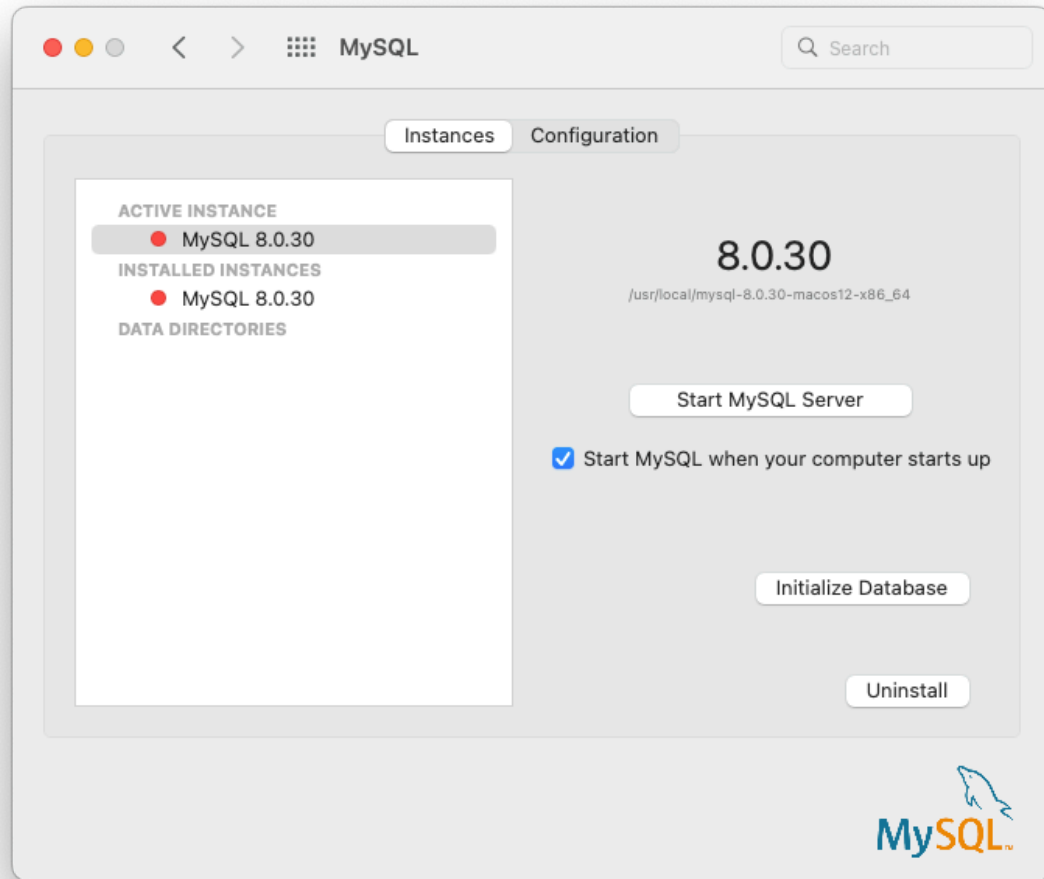 MySQL
Search
Instances
Configuration
ACTIVE INSTANCE
MySQL 8.0.30
INSTALLED INSTANCES
MySQL 8.0.30
DATA DIRECTORIES
8.0.30
/usr/local/mysql-8.0.30-macos12-x86_64
Start MySQL Server
Start MySQL when your computer starts up
Initialize Database
Uninstall
MySQL™